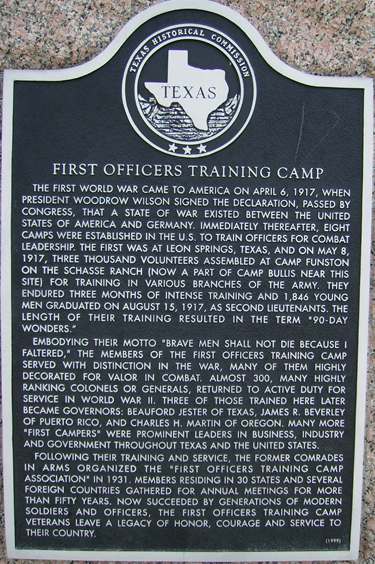 TEXAS HISTORICAL COMMISSION
TEXAS
FIRST OFFICERS TRAINING CAMP
THE FIRST WORLD WAR CAME TO AMERICA ON APRIL 6, 1917, WHEN
PRESIDENT WOODROW WILSON SIGNED THE DECLARATION, PASSED BY
CONGRESS, THAT A STATE OF WAR EXISTED BETWEEN THE UNITED
STATES OF AMERICA AND GERMANY. IMMEDIATELY THEREAFTER, EIGHT
CAMPS WERE ESTABLISHED IN THE U.S. TO TRAIN OFFICERS FOR COMBAT
LEADERSHIP. THE FIRST WAS AT LEON SPRINGS, TEXAS, AND ON MAY 8,
1917, THREE THOUSAND VOLUNTEERS ASSEMBLED AT CAMP FUNSTON
ON THE SCHASSE RANCH (NOW A PART OF CAMP BULLIS NEAR THIS
SITE) FOR TRAINING IN VARIOUS BRANCHES OF THE ARMY. THEY
ENDURED THREE MONTHS OF INTENSE TRAINING AND 1,846 YOUNG
MEN GRADUATED ON AUGUST 15, 1917, AS SECOND LIEUTENANTS. THE
LENGTH OF THEIR TRAINING RESULTED IN THE TERM "90-DAY
WONDERS."
EMBODYING THEIR MOTTO "BRAVE MEN SHALL NOT DIE BECAUSE I
FALTERED," THE MEMBERS OF THE FIRST OFFICERS TRAINING CAMP
SERVED WITH DISTINCTION IN THE WAR, MANY OF THEM HIGHLY
DECORATED FOR VALOR IN COMBAT. ALMOST 300, MANY HIGHLY
RANKING COLONELS OR GENERALS, RETURNED TO ACTIVE DUTY FOR
SERVICE IN WORLD WAR II. THREE OF THOSE TRAINED HERE LATER
BECAME GOVERNORS: BEAUFORD JESTER OF TEXAS, JAMES R. BEVERLEY
OF PUERTO RICO, AND CHARLES H. MARTIN OF OREGON. MANY MORE
"FIRST CAMPERS" WERE PROMINENT LEADERS IN BUSINESS, INDUSTRY
AND GOVERNMENT THROUGHOUT TEXAS AND THE UNITED STATES.
FOLLOWING THEIR TRAINING AND SERVICE, THE FORMER COMRADES
IN ARMS ORGANIZED THE "FIRST OFFICERS TRAINING CAMP
ASSOCIATION" IN 1931. MEMBERS RESIDING IN 30 STATES AND SEVERAL
FOREIGN COUNTRIES GATHERED FOR ANNUAL MEETINGS FOR MORE
THAN FIFTY YEARS. NOW SUCCEEDED BY GENERATIONS OF MODERN
SOLDIERS AND OFFICERS, THE FIRST OFFICERS TRAINING CAMP
VETERANS LEAVE A LEGACY OF HONOR, COURAGE AND SERVICE TO
THEIR COUNTRY.
(1999)